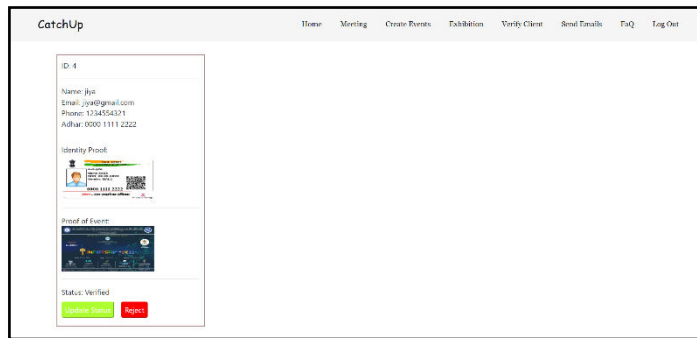 CatchUp
Home Meeting Create Events Exhibition Verify Client Send Emails FaQ Log Out
ID: 4
Name: jiya
Email: jiya@gmail.com
Phone: 1234554321
Adhar: 0000 1111 2222
Identity Proof:
0000 1111 2222
Proof of Event:
Status: Verified
Update Status Reject